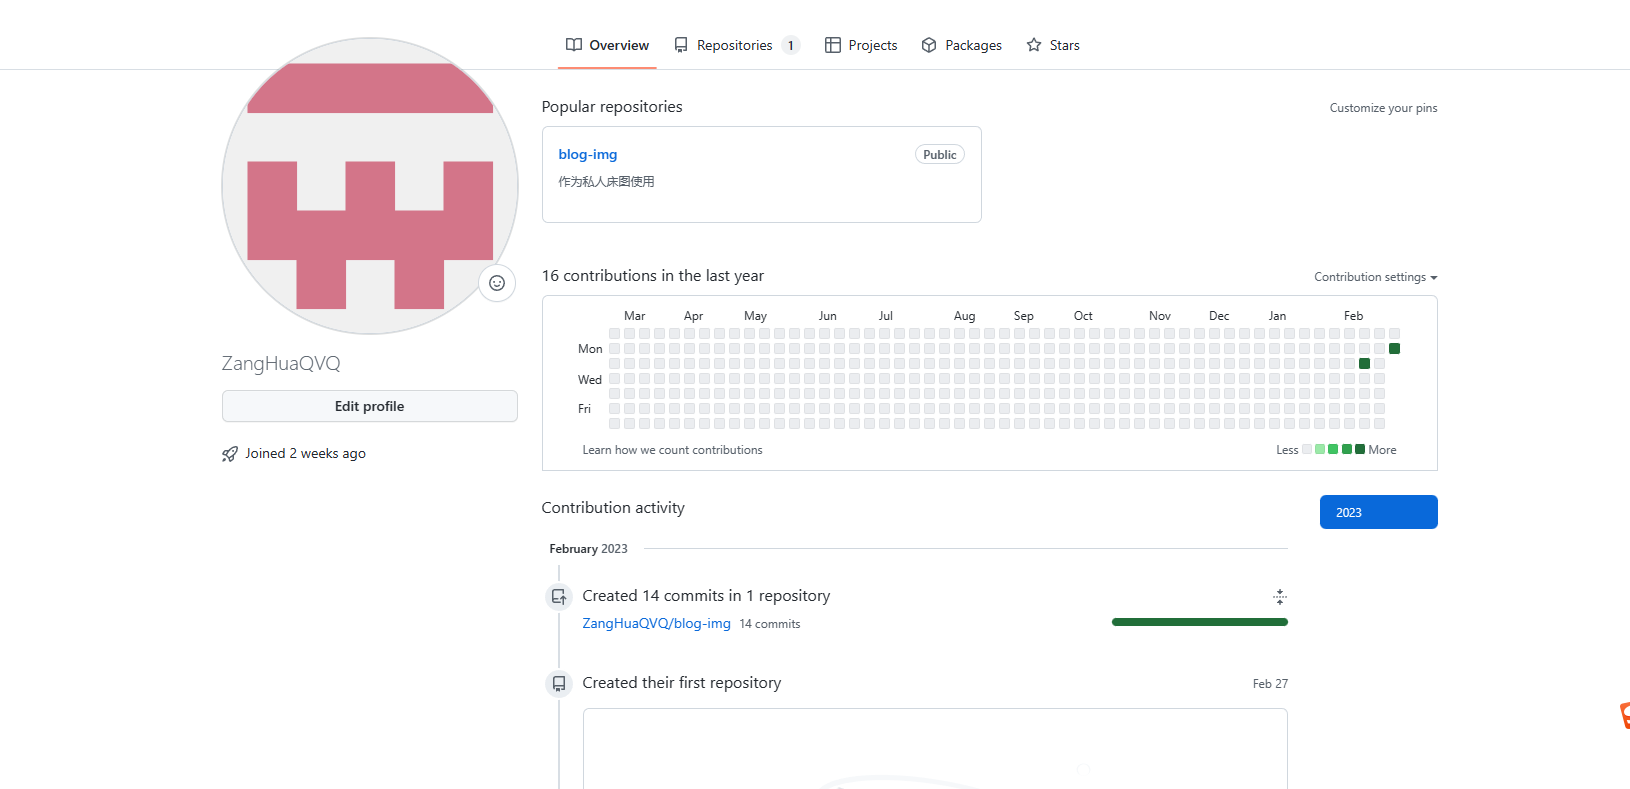 Overview Repositories 1 Projects Packages Stars
Popular repositories
Customize your pins
blog-img
Public
作为私人床图使用
16 contributions in the last year
Contribution settings
Mar Apr May Jun Jul Aug Sep Oct Nov Dec Jan Feb
Mon
Wed
Fri
Learn how we count contributions
Less More
ZangHuaQVQ
Edit profile
Joined 2 weeks ago
Contribution activity
2023
February 2023
Created 14 commits in 1 repository
ZangHuaQVQ/blog-img 14 commits
Created their first repository
Feb 27